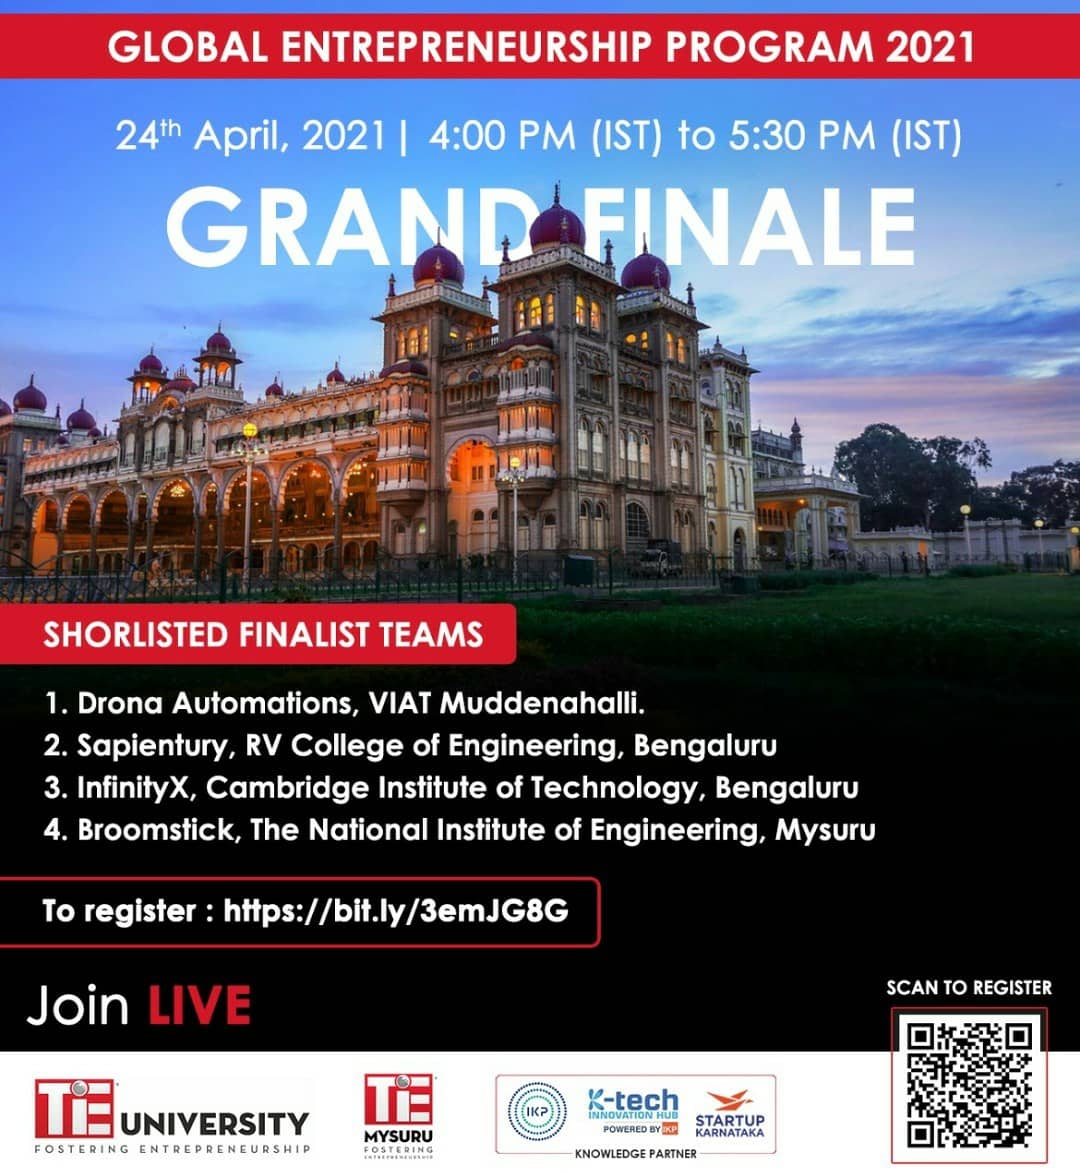 GLOBAL ENTREPRENEURSHIP PROGRAM 2021
24th April, 2021 | 4:00 PM (IST) to 5:30 PM (IST)
GRAND FINALE
SHORLISTED FINALIST TEAMS
1. Drona Automations, VIAT Muddenahalli.
2. Sapientury, RV College of Engineering, Bengaluru
3. InfinityX, Cambridge Institute of Technology, Bengaluru
4. Broomstick, The National Institute of Engineering, Mysuru
To register : https://bit.ly/3emJG8G
Join LIVE
SCAN TO REGISTER
TiE UNIVERSITY
FOSTERING ENTREPRENEURSHIP
TiE
MYSURU
FOSTERING
ENTREPRENEURSHIP
IKP
K-tech
INNOVATION HUB
POWERED BY IKP
STARTUP
KARNATAKA
KNOWLEDGE PARTNER